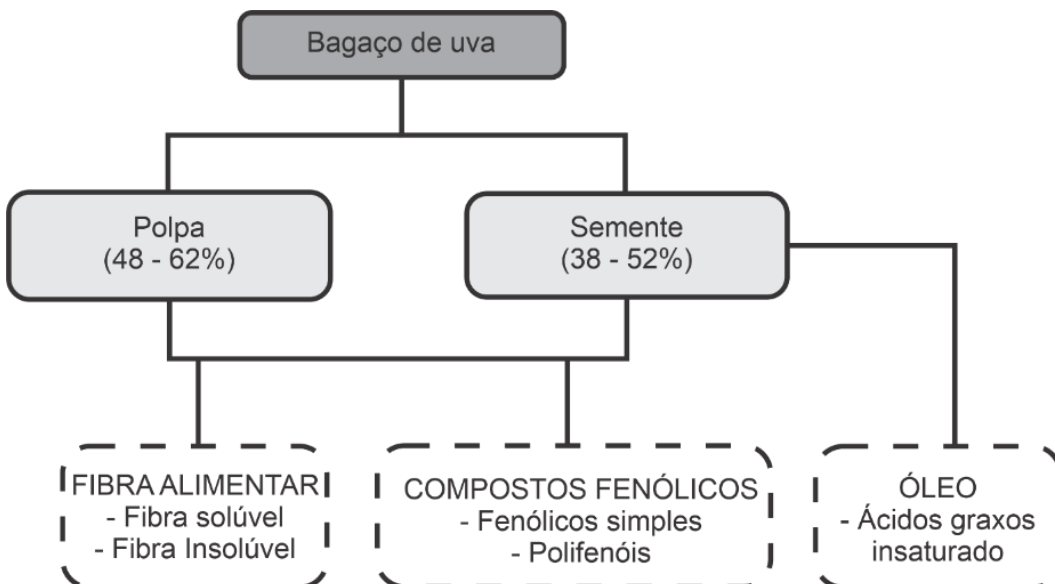 Bagaço de uva
Polpa
(48 - 62%)
Semente
(38 - 52%)
FIBRA ALIMENTAR
- Fibra solúvel
- Fibra Insolúvel
COMPOSTOS FENÓLICOS
- Fenólicos simples
- Polifenóis
ÓLEO
- Ácidos graxos
insaturado